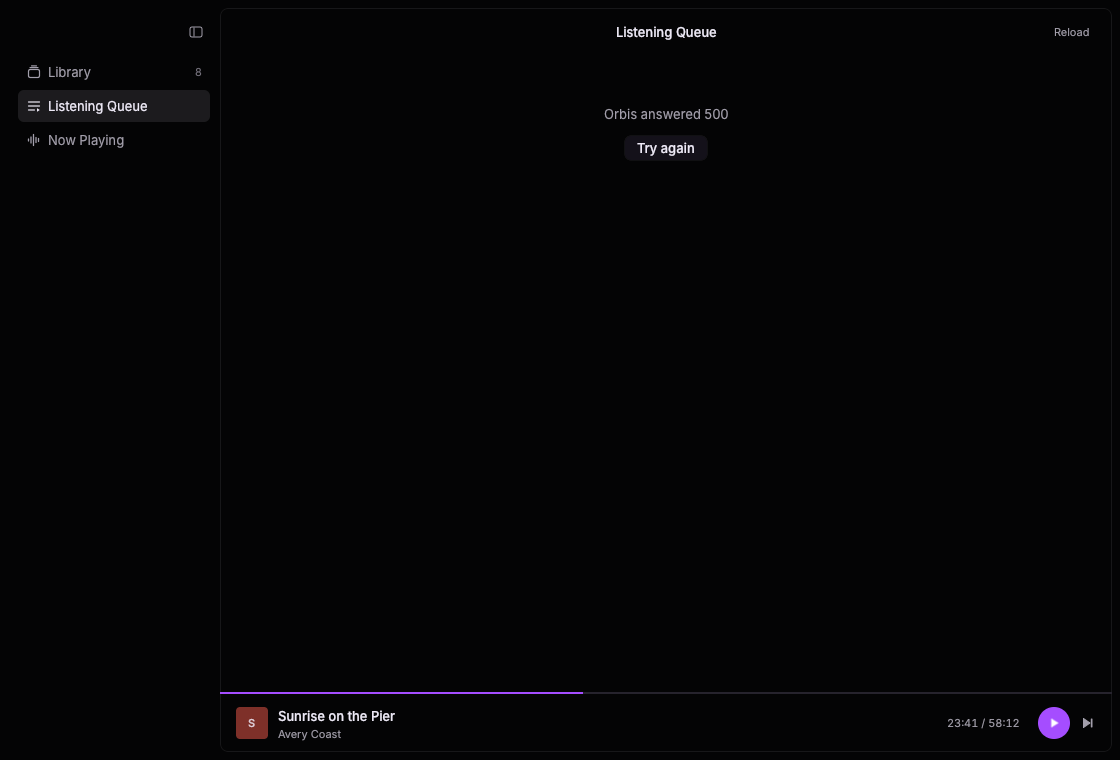 Library 8
Listening Queue
Now Playing
Listening Queue
Reload
Orbis answered 500
Try again
S
Sunrise on the Pier
Avery Coast
23:41 / 58:12